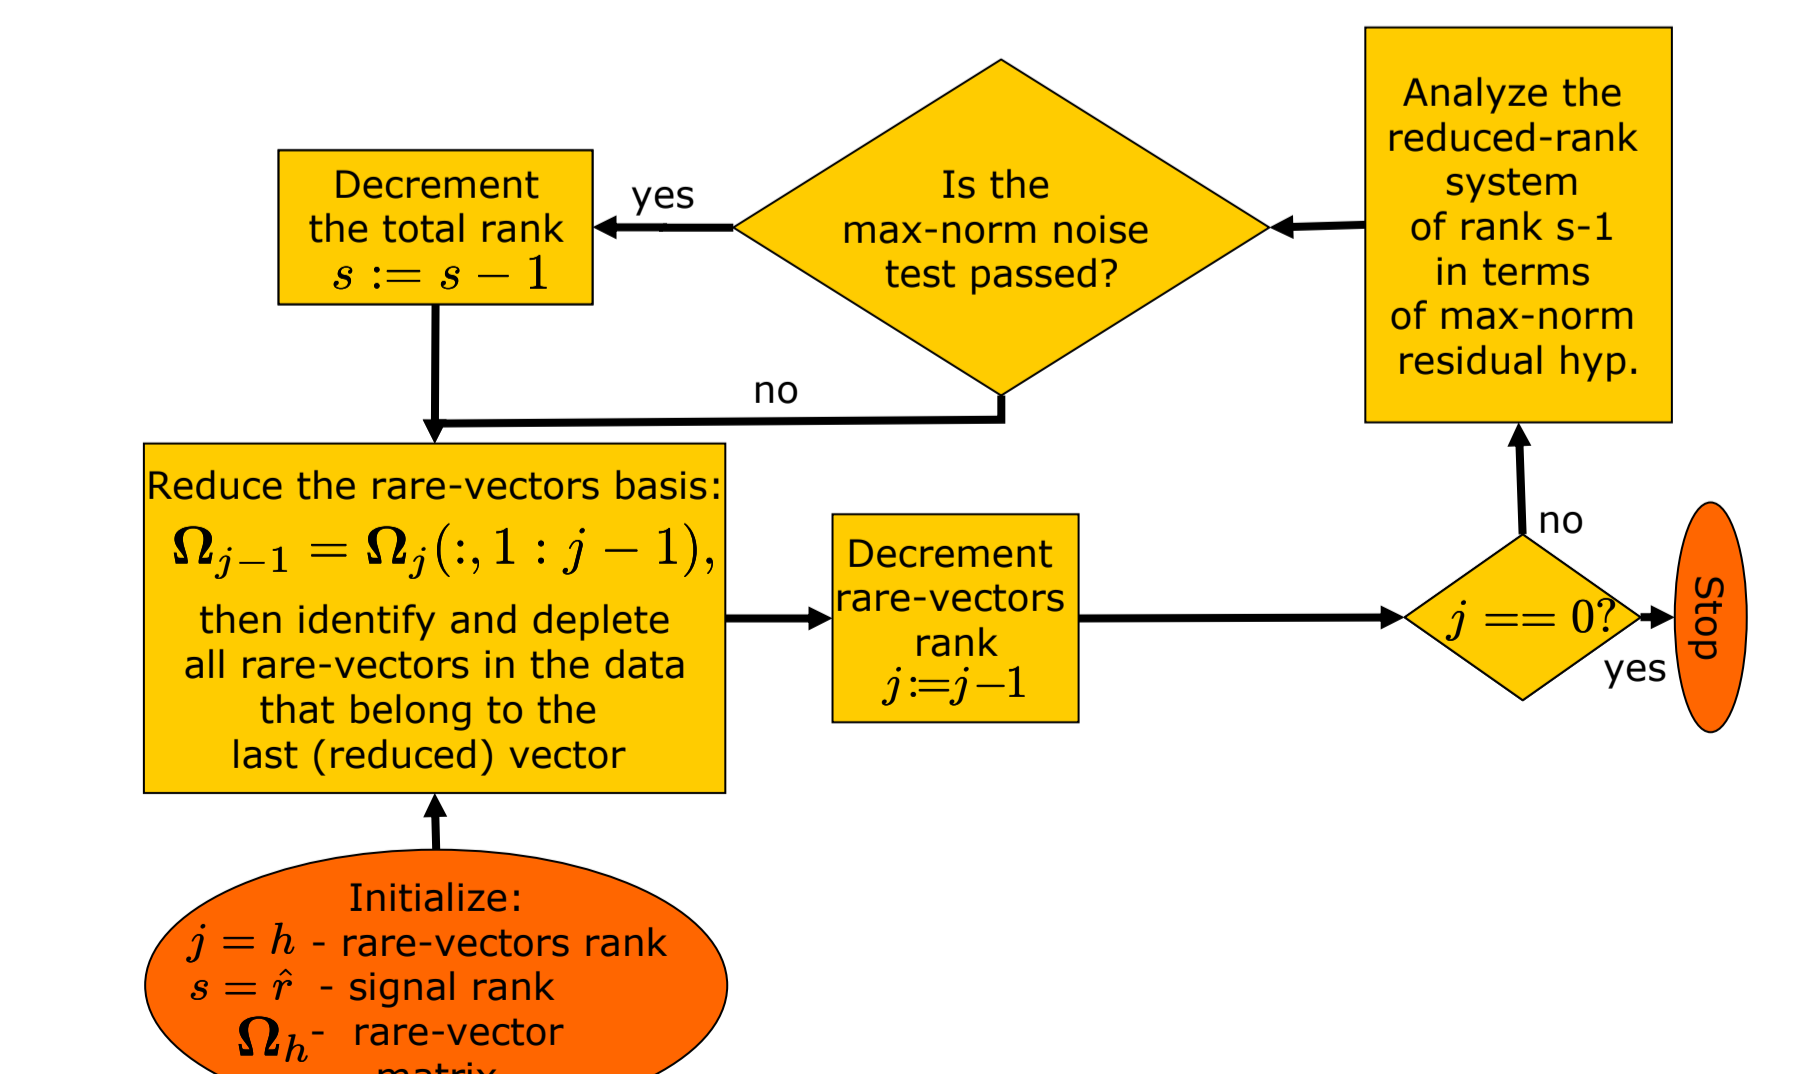 Analyze the
reduced-rank
system
of rank s-1
in terms
of max-norm
residual hyp.
Is the
max-norm noise
test passed?
yes
Decrement
the total rank
s := s − 1
no
Reduce the rare-vectors basis:
Ω_{j−1} = Ω_j(:, 1 : j − 1),
then identify and deplete
all rare-vectors in the data
that belong to the
last (reduced) vector
Decrement
rare-vectors
rank
j:=j−1
no
j == 0?
yes
Stop
Initialize:
j = h - rare-vectors rank
s = r̂ - signal rank
Ω_h - rare-vector
matrix